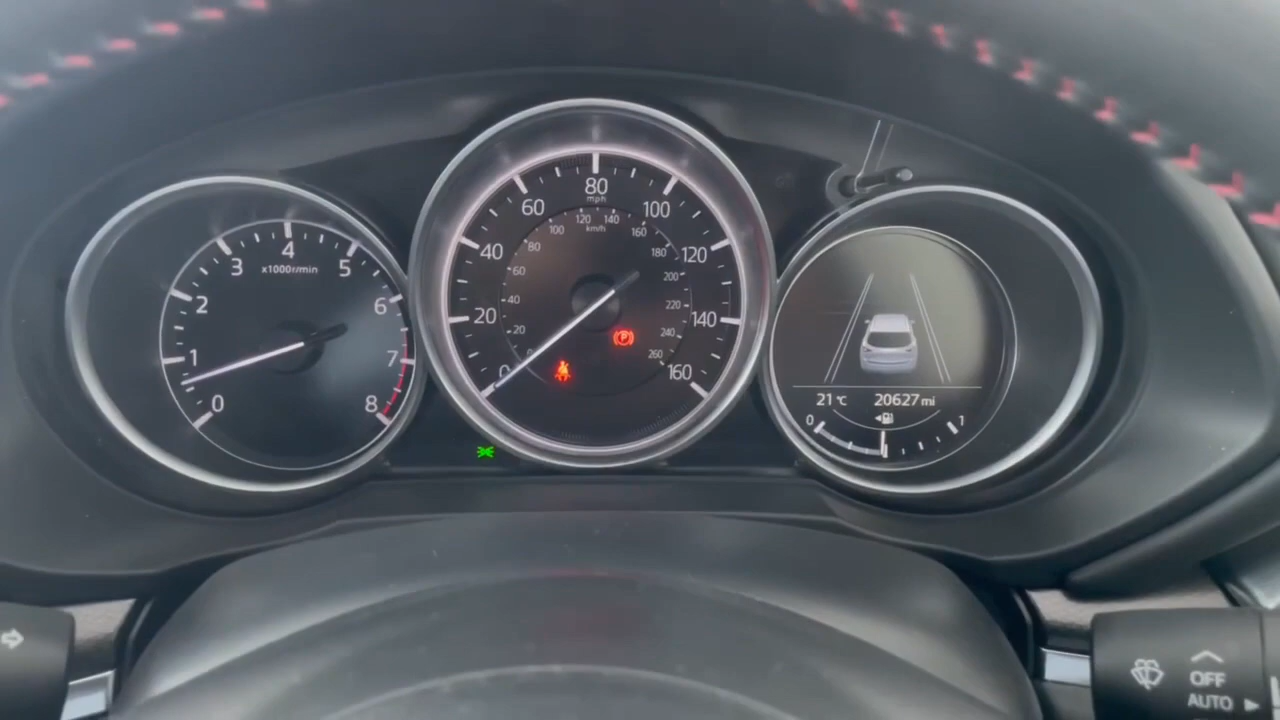 0 1 2 3 4 5 6 7 8
x1000r/min
0 20 40 60 80 100 120 140 160
mph
0 20 40 60 80 100 120 140 160 180 200 220 240 260
km/h
P
21 ℃ 20627 mi
0 1
OFF
AUTO